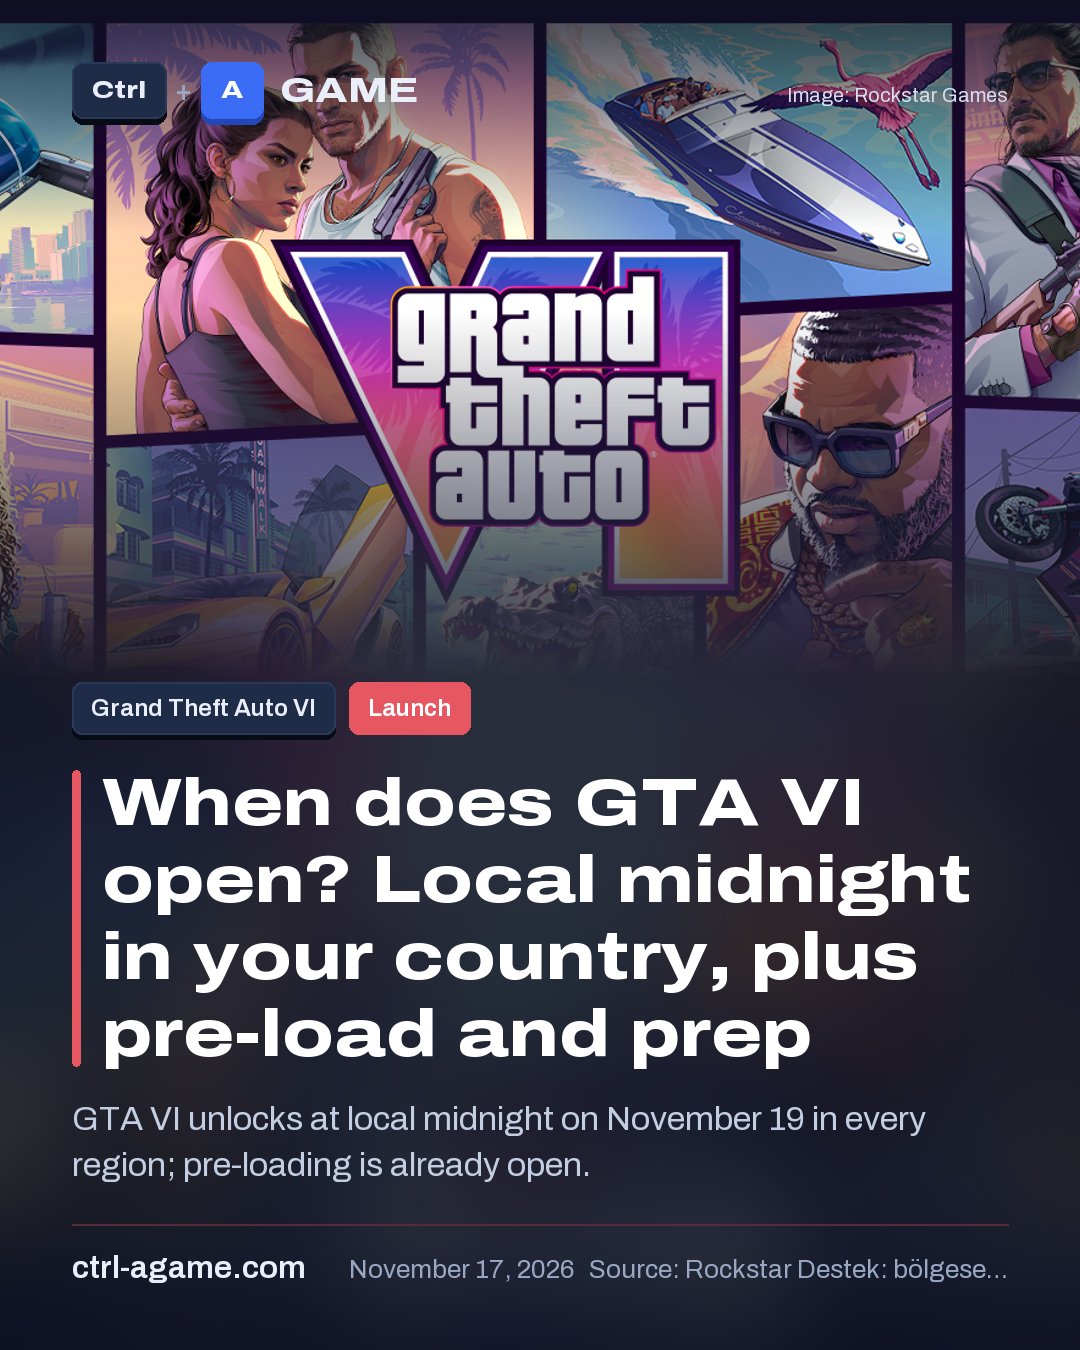 Ctrl + A GAME
Image: Rockstar Games
VI
grand
theft
auto
Grand Theft Auto VI
Launch
When does GTA VI
open? Local midnight
in your country, plus
pre-load and prep
GTA VI unlocks at local midnight on November 19 in every
region; pre-loading is already open.
ctrl-agame.com
November 17, 2026 Source: Rockstar Destek: bölgese...